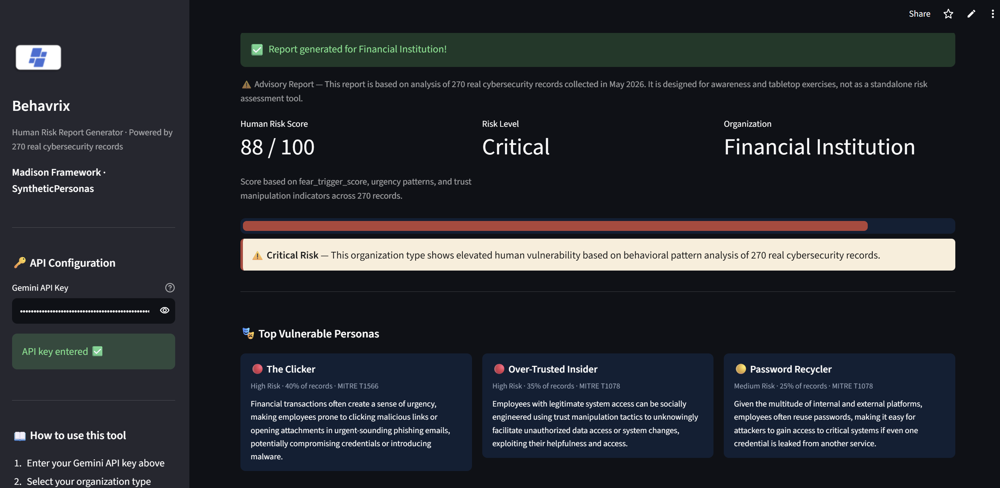 Share
Behavrix
Human Risk Report Generator · Powered by
270 real cybersecurity records
Madison Framework ·
SyntheticPersonas
🔑 API Configuration
Gemini API Key
••••••••••••••••••••••••••••••••••••••••••••••••
API key entered ✅
📖 How to use this tool
1. Enter your Gemini API key above
2. Select your organization type
✅ Report generated for Financial Institution!
⚠️ Advisory Report — This report is based on analysis of 270 real cybersecurity records collected in May 2026. It is designed for awareness and tabletop exercises, not as a standalone risk
assessment tool.
Human Risk Score
88 / 100
Risk Level
Critical
Organization
Financial Institution
Score based on fear_trigger_score, urgency patterns, and trust
manipulation indicators across 270 records.
⚠️ Critical Risk — This organization type shows elevated human vulnerability based on behavioral pattern analysis of 270 real cybersecurity records.
🎭 Top Vulnerable Personas
🔴 The Clicker
High Risk · 40% of records · MITRE T1566
Financial transactions often create a sense of urgency,
making employees prone to clicking malicious links or
opening attachments in urgent-sounding phishing emails,
potentially compromising credentials or introducing
malware.
🔴 Over-Trusted Insider
High Risk · 35% of records · MITRE T1078
Employees with legitimate system access can be socially
engineered using trust manipulation tactics to unknowingly
facilitate unauthorized data access or system changes,
exploiting their helpfulness and access.
🟡 Password Recycler
Medium Risk · 25% of records · MITRE T1078
Given the multitude of internal and external platforms,
employees often reuse passwords, making it easy for
attackers to gain access to critical systems if even one
credential is leaked from another service.